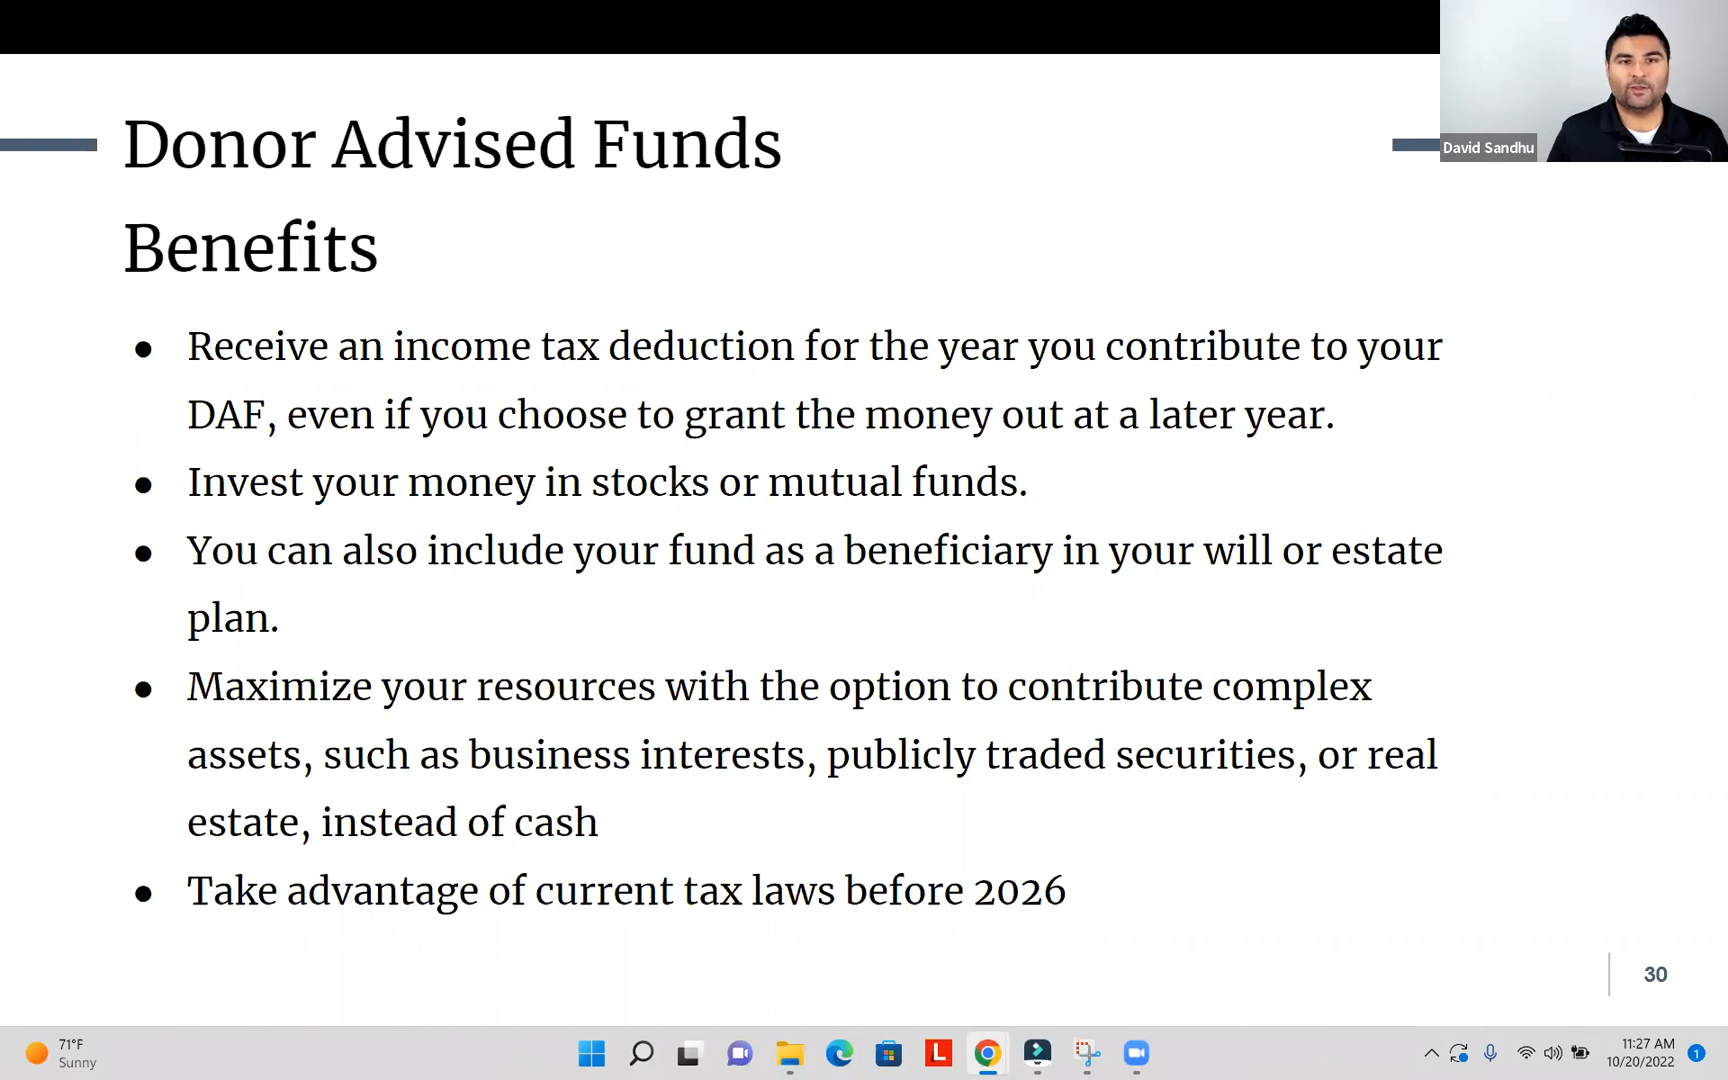 David Sandhu
Donor Advised Funds
Benefits
● Receive an income tax deduction for the year you contribute to your
DAF, even if you choose to grant the money out at a later year.
● Invest your money in stocks or mutual funds.
● You can also include your fund as a beneficiary in your will or estate
plan.
● Maximize your resources with the option to contribute complex
assets, such as business interests, publicly traded securities, or real
estate, instead of cash
● Take advantage of current tax laws before 2026
30
71°F
Sunny
L
11:27 AM
10/20/2022
1